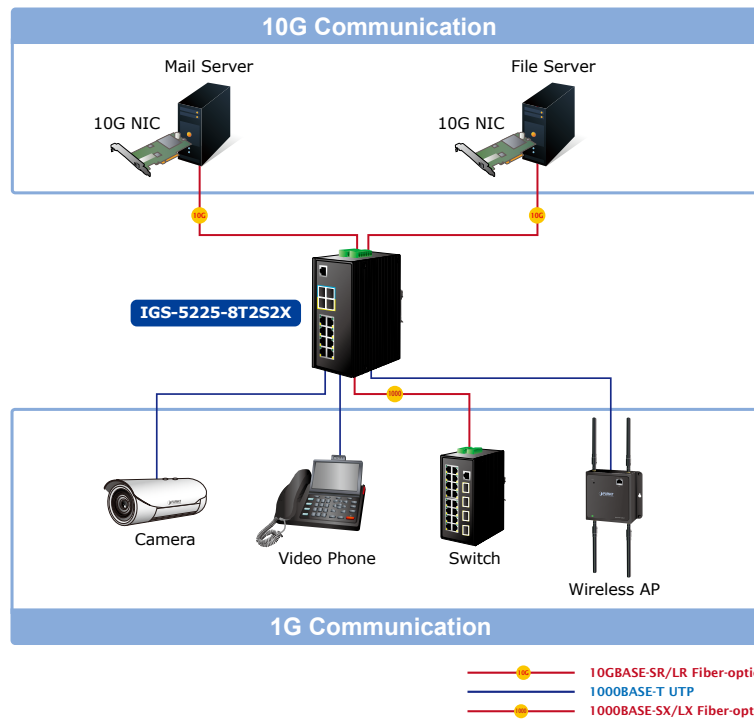 10G Communication
Mail Server
File Server
10G NIC
10G NIC
10G
10G
IGS-5225-8T2S2X
1000
Camera
Video Phone
Switch
Wireless AP
1G Communication
10G
10GBASE-SR/LR Fiber-opti
1000BASE-T UTP
1000
1000BASE-SX/LX Fiber-opt